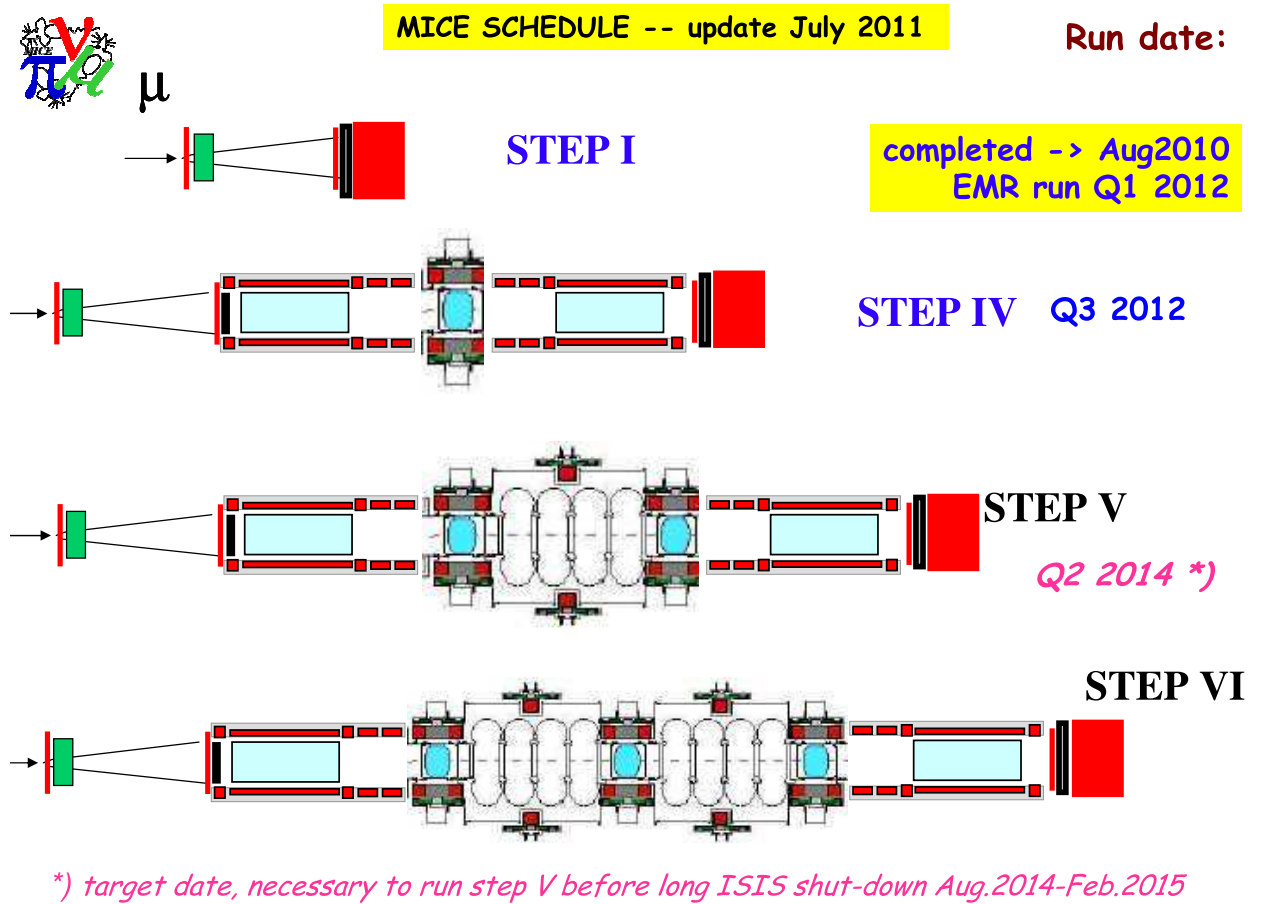 MICE SCHEDULE -- update July 2011
Run date:
MICE
ν
π μ
μ
STEP I
completed -> Aug2010
EMR run Q1 2012
STEP IV Q3 2012
STEP V
Q2 2014 *)
STEP VI
*) target date, necessary to run step V before long ISIS shut-down Aug.2014-Feb.2015